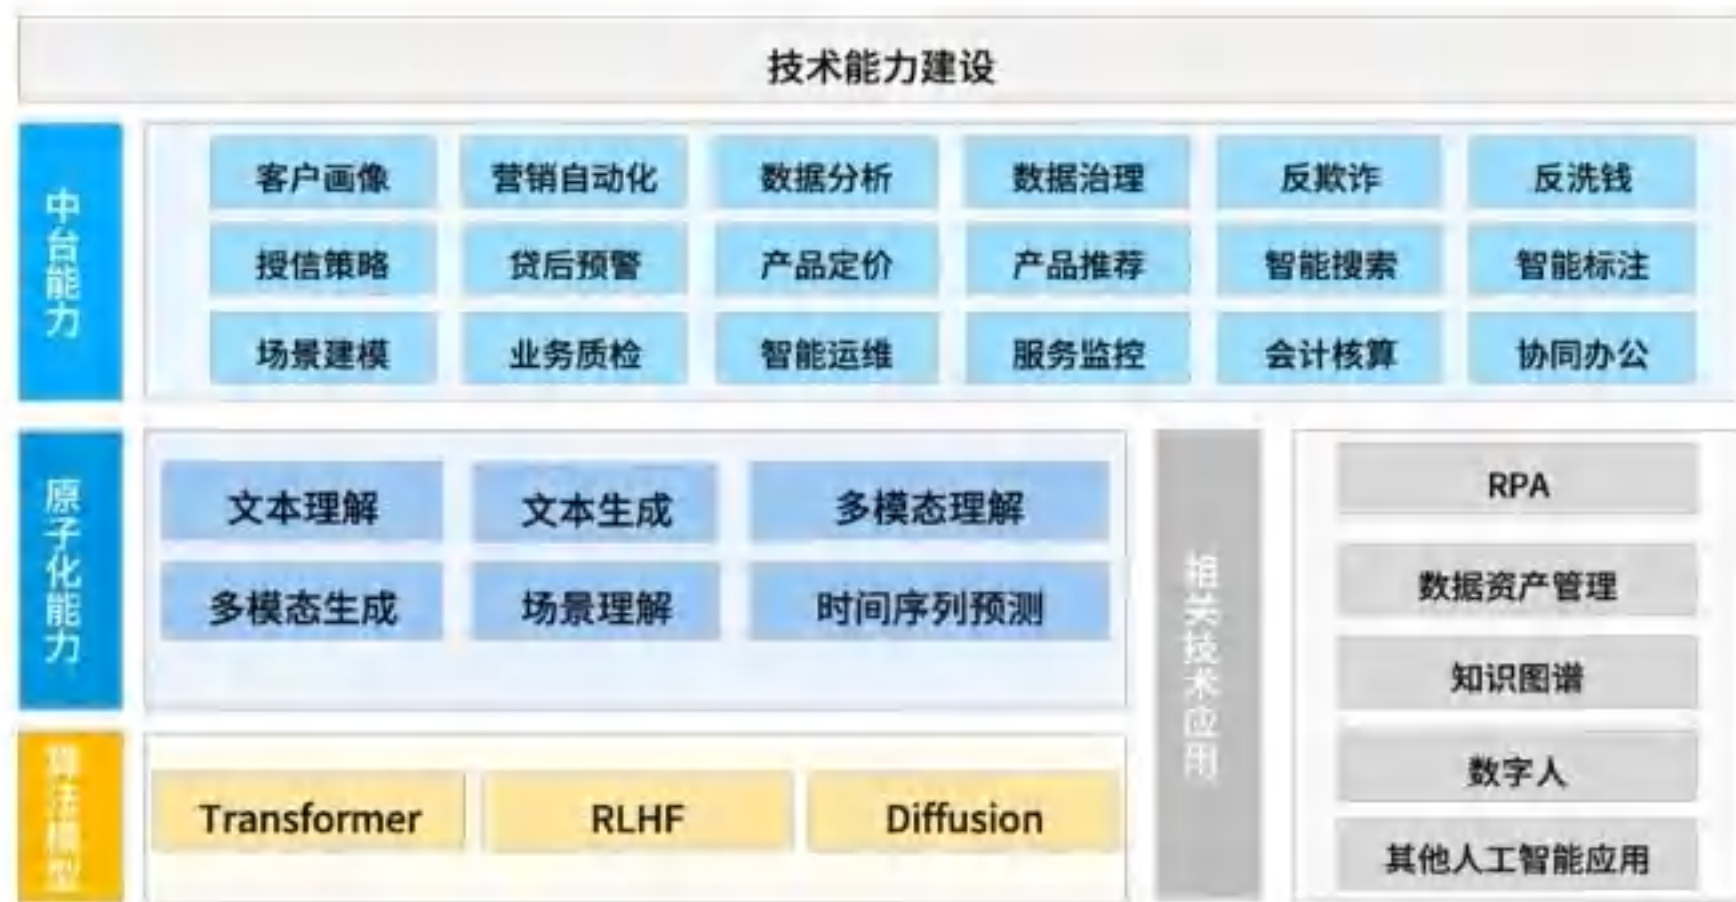 技术能力建设
中台能力
客户画像 营销自动化 数据分析 数据治理 反欺诈 反洗钱
授信策略 贷后预警 产品定价 产品推荐 智能搜索 智能标注
场景建模 业务质检 智能运维 服务监控 会计核算 协同办公
原子化能力
文本理解 文本生成 多模态理解
多模态生成 场景理解 时间序列预测
算法模型
Transformer RLHF Diffusion
相关技术应用
RPA
数据资产管理
知识图谱
数字人
其他人工智能应用